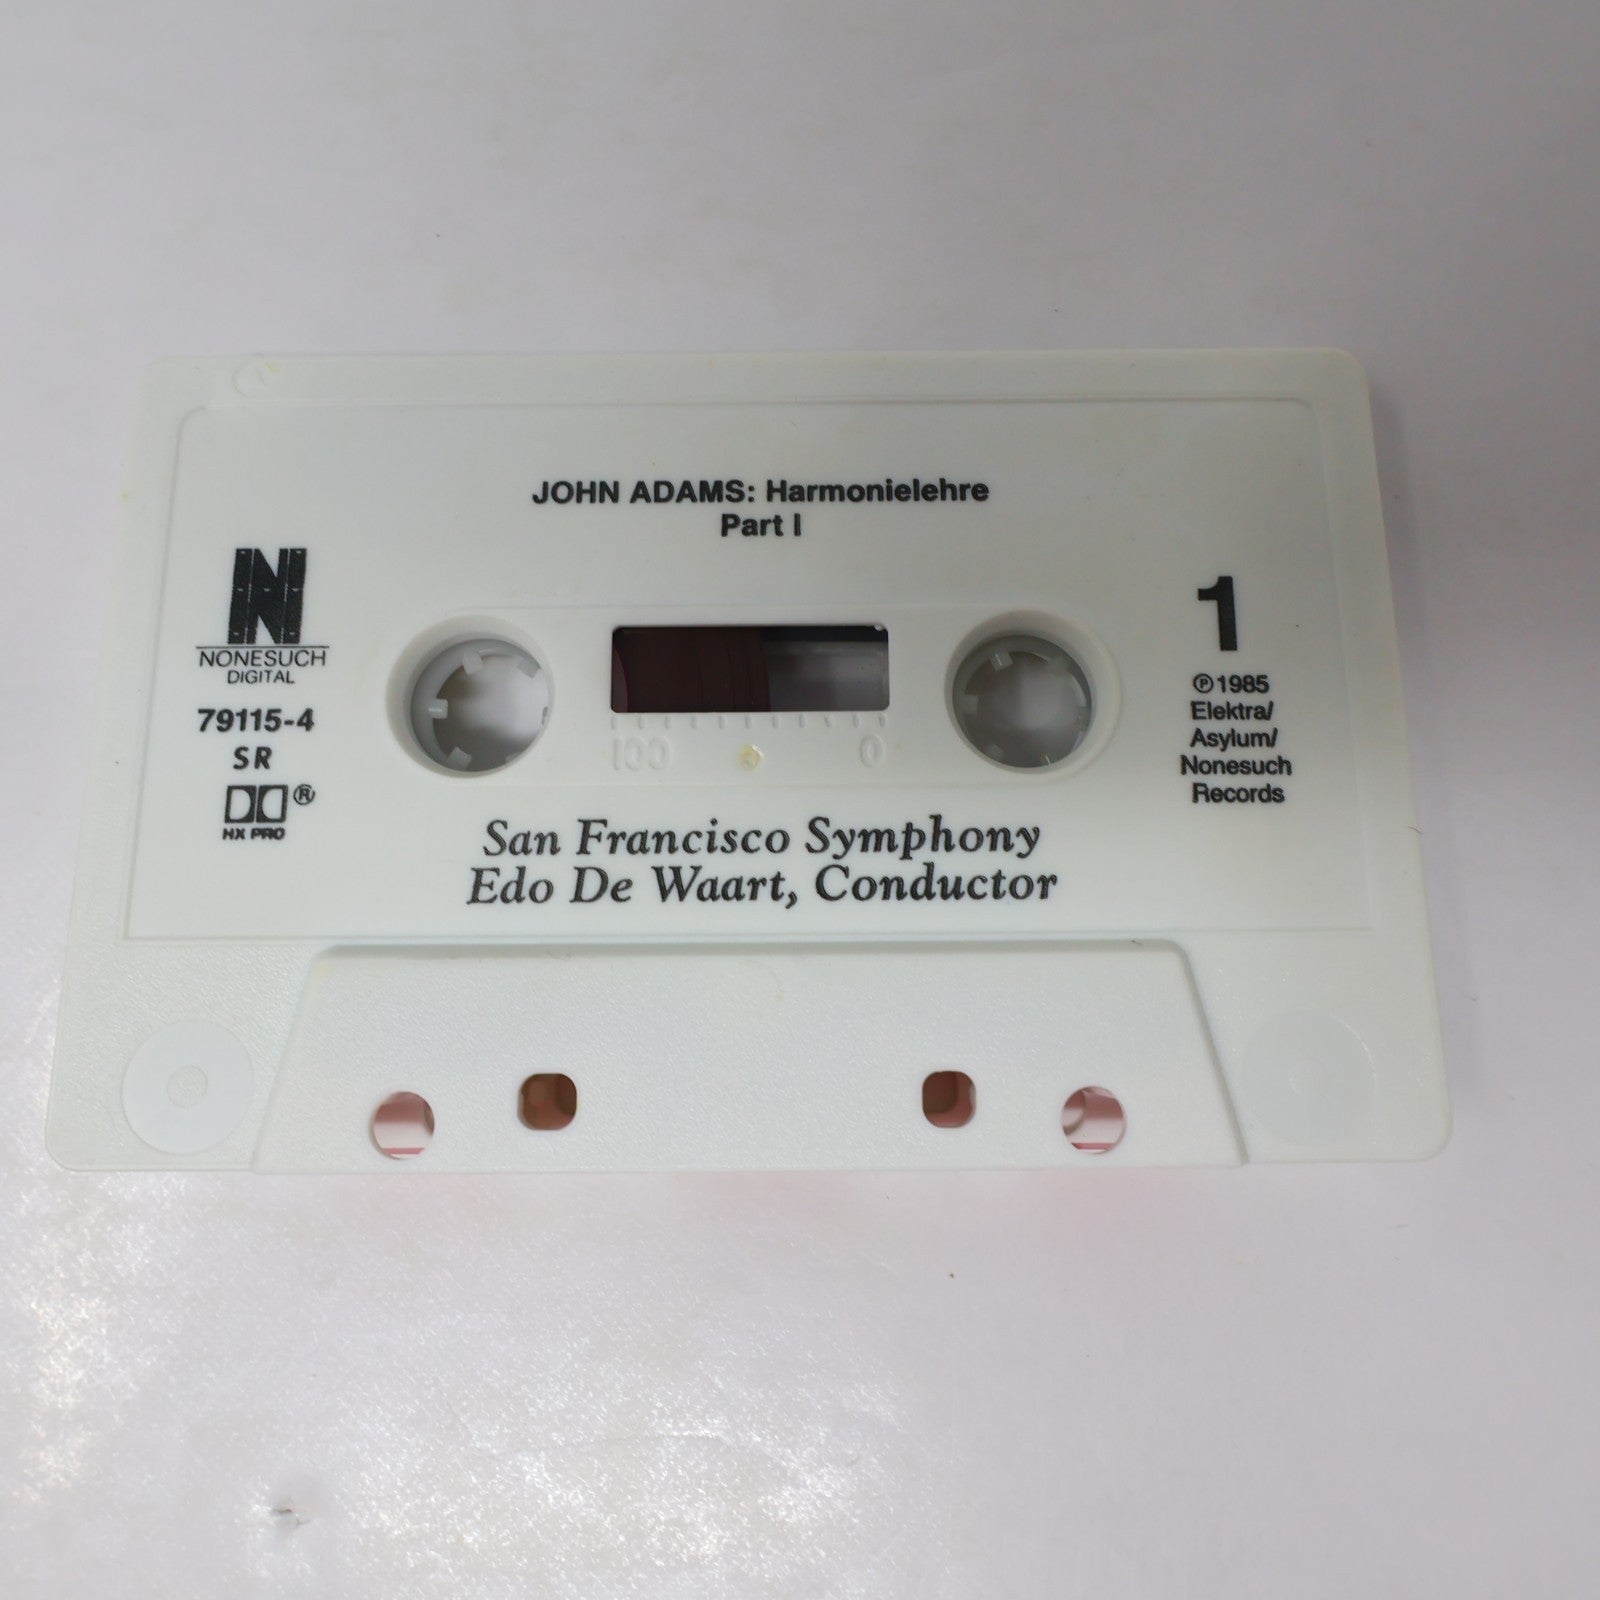 JOHN ADAMS: Harmonielehre
Part I
N
NONESUCH
DIGITAL
79115-4
SR
®
HX PRO
1
℗1985
Elektra/
Asylum/
Nonesuch
Records
100 0
San Francisco Symphony
Edo De Waart, Conductor